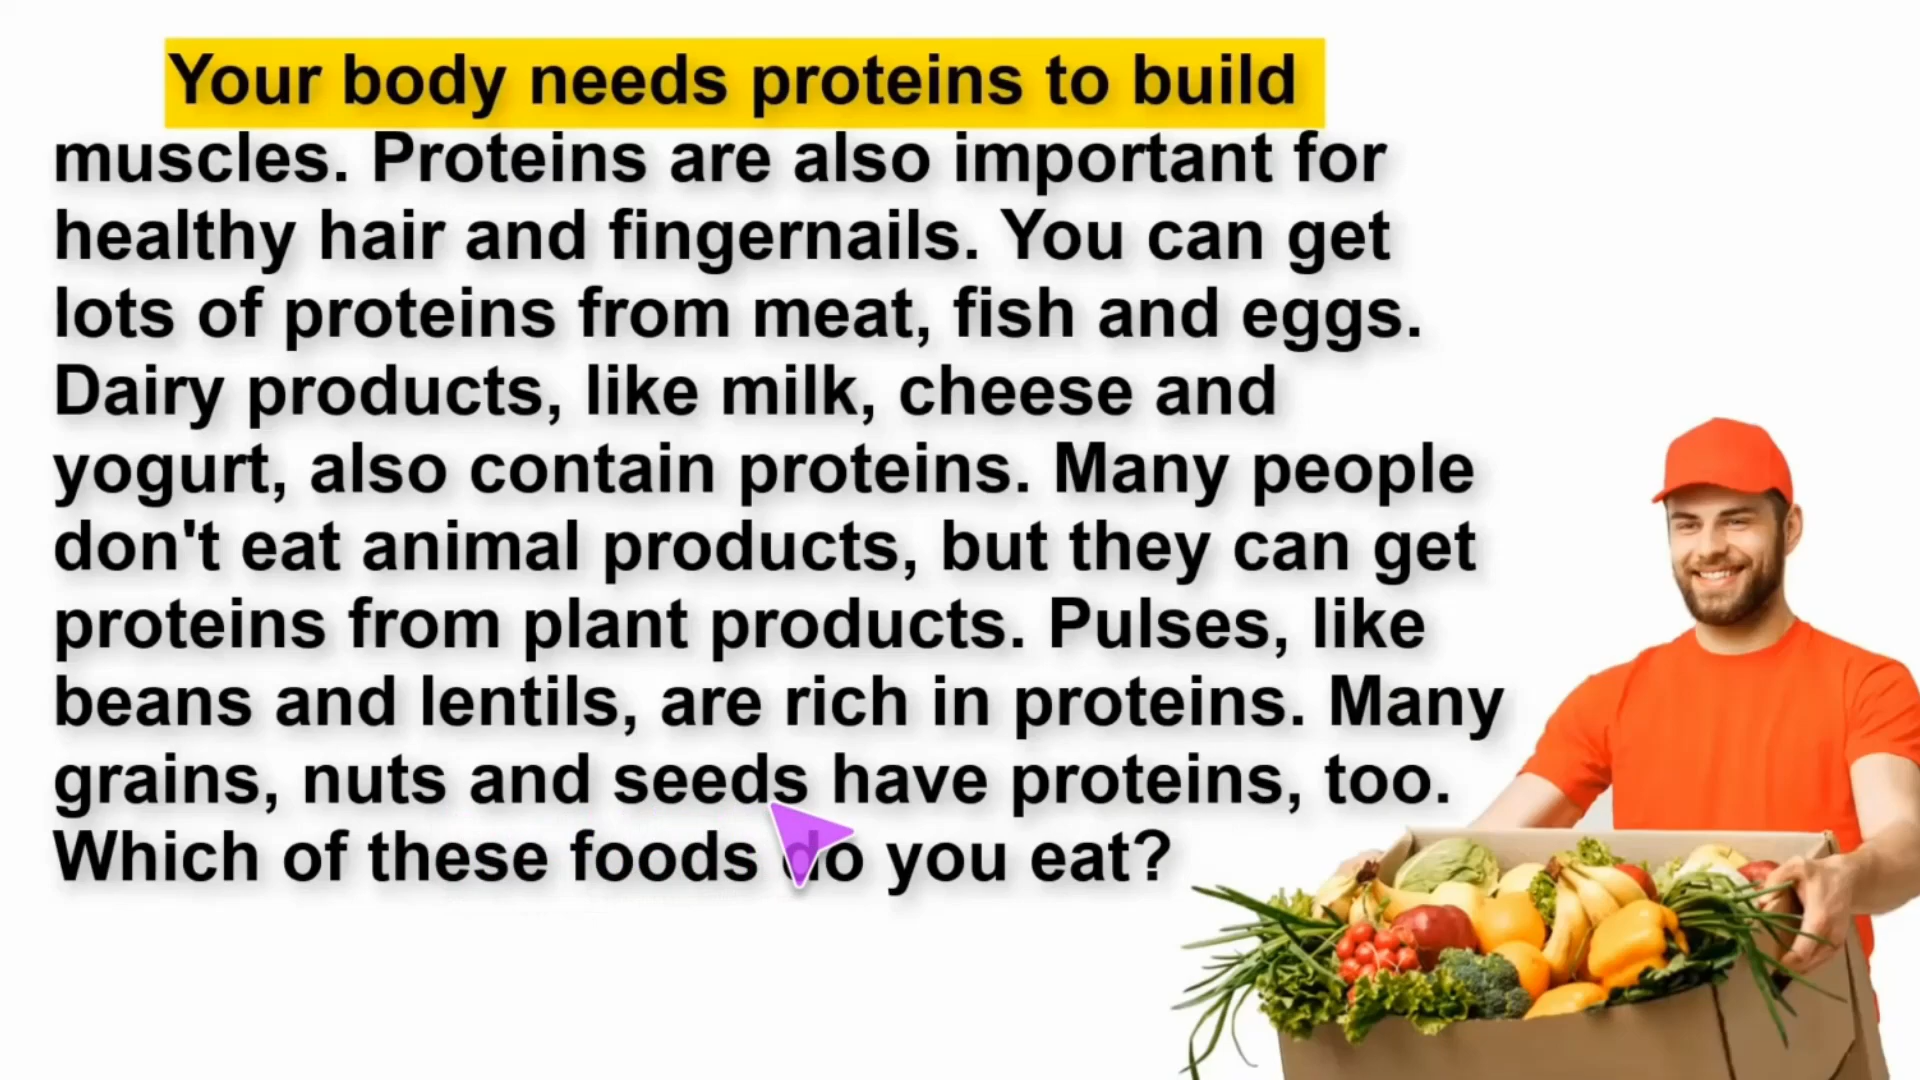 Your body needs proteins to build
muscles. Proteins are also important for
healthy hair and fingernails. You can get
lots of proteins from meat, fish and eggs.
Dairy products, like milk, cheese and
yogurt, also contain proteins. Many people
don't eat animal products, but they can get
proteins from plant products. Pulses, like
beans and lentils, are rich in proteins. Many
grains, nuts and seeds have proteins, too.
Which of these foods do you eat?